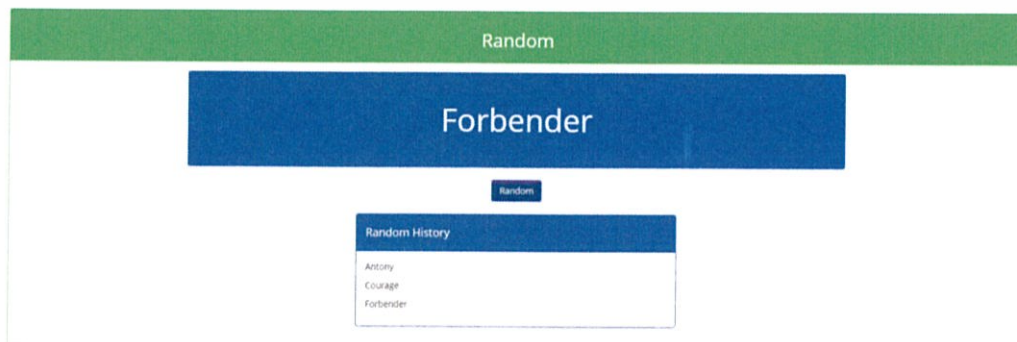 Random
Forbender
Random
Random History
Antony
Courage
Forbender